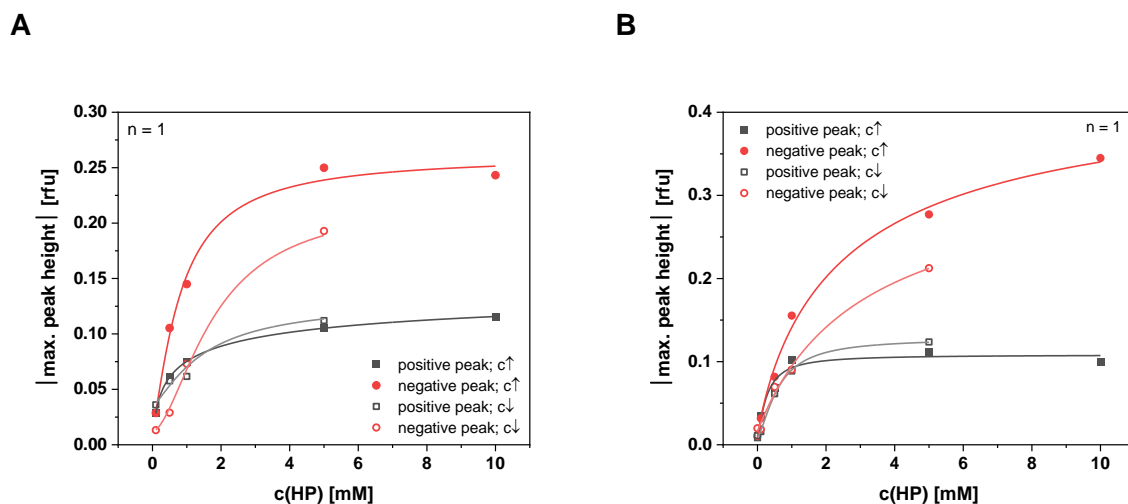 A
B
|max. peak height| [rfu]
0.30
0.25
0.20
0.15
0.10
0.05
0.00
n = 1
positive peak; c↑
negative peak; c↑
positive peak; c↓
negative peak; c↓
0 2 4 6 8 10
c(HP) [mM]
|max. peak height| [rfu]
0.4
0.3
0.2
0.1
0.0
positive peak; c↑
negative peak; c↑
positive peak; c↓
negative peak; c↓
n = 1
0 2 4 6 8 10
c(HP) [mM]